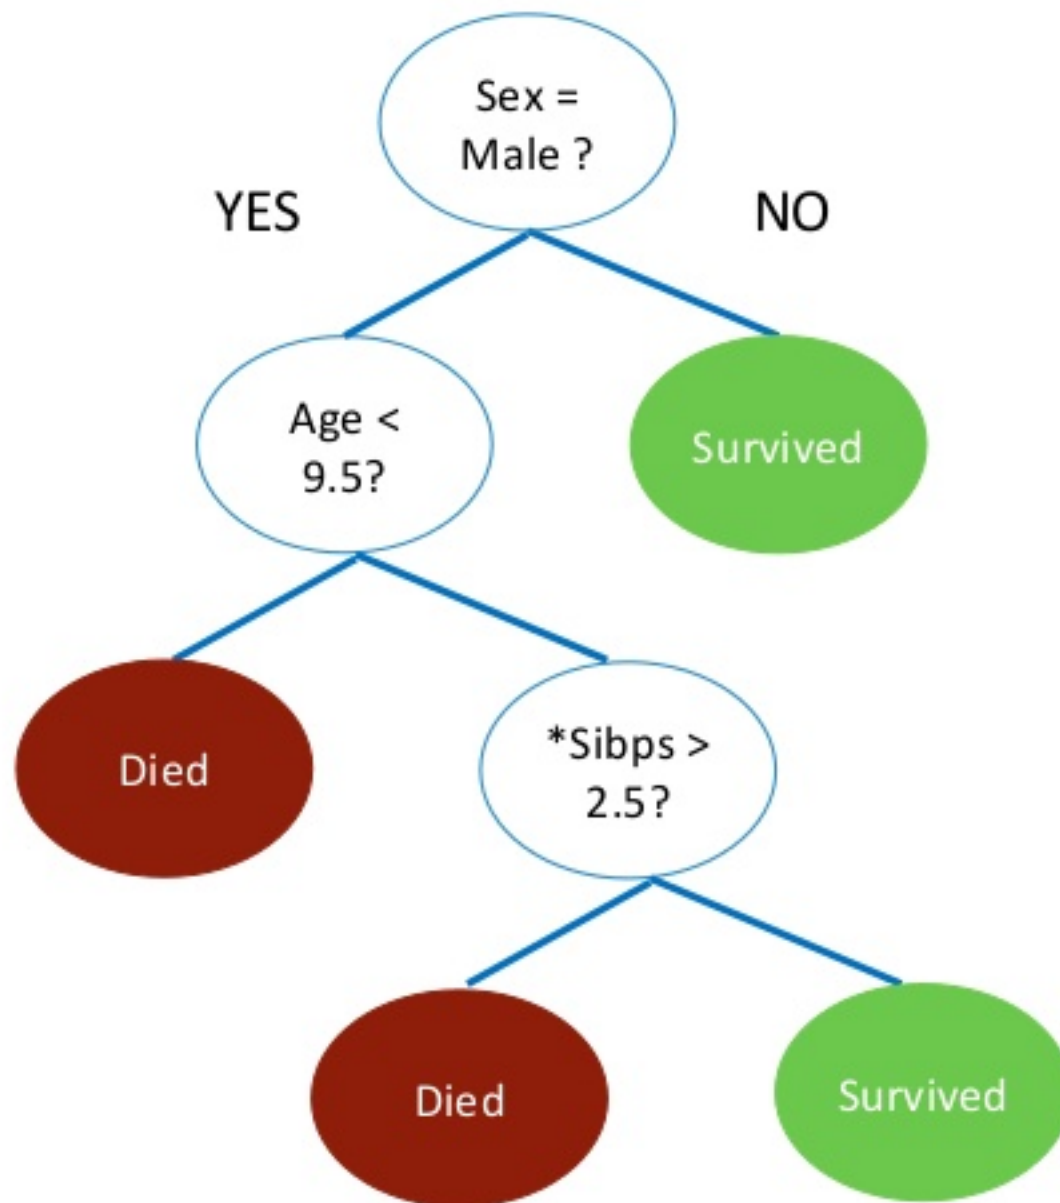 Sex =
Male ?
YES
NO
Age <
9.5?
Survived
Died
*Sibps >
2.5?
Died
Survived